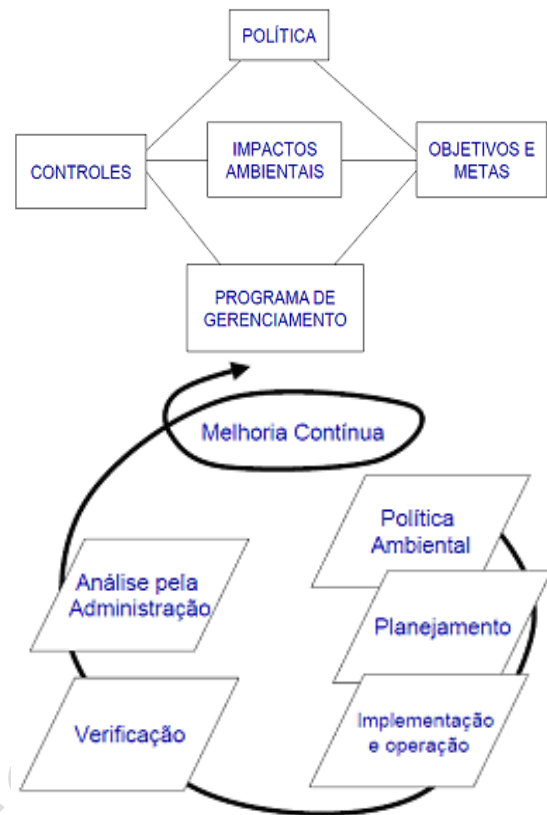 POLÍTICA
CONTROLES
IMPACTOS
AMBIENTAIS
OBJETIVOS E
METAS
PROGRAMA DE
GERENCIAMENTO
Melhoria Contínua
Política
Ambiental
Planejamento
Implementação
e operação
Verificação
Análise pela
Administração